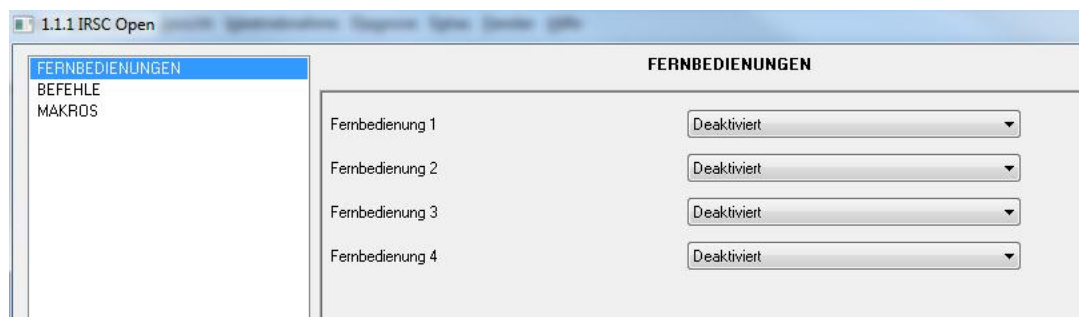 1.1.1 IRSC Open
FERNBEDIENUNGEN
BEFEHLE
MAKROS
FERNBEDIENUNGEN
Fernbedienung 1 Deaktiviert
Fernbedienung 2 Deaktiviert
Fernbedienung 3 Deaktiviert
Fernbedienung 4 Deaktiviert